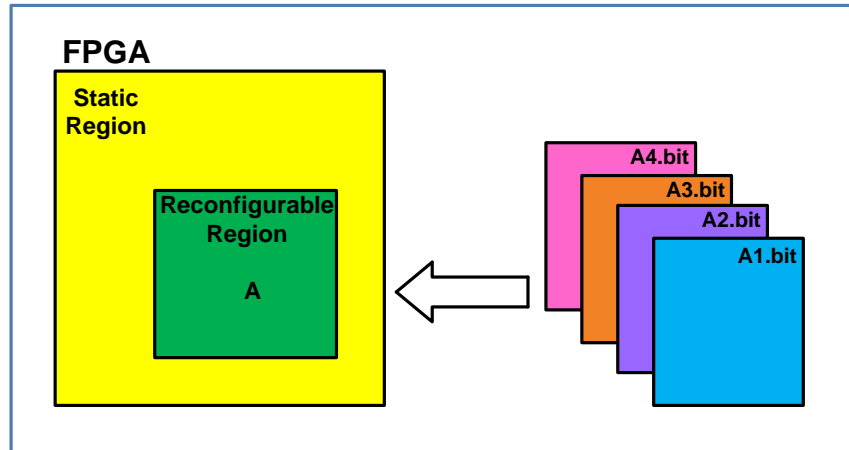 FPGA
Static
Region
Reconfigurable
Region
A
A4.bit
A3.bit
A2.bit
A1.bit